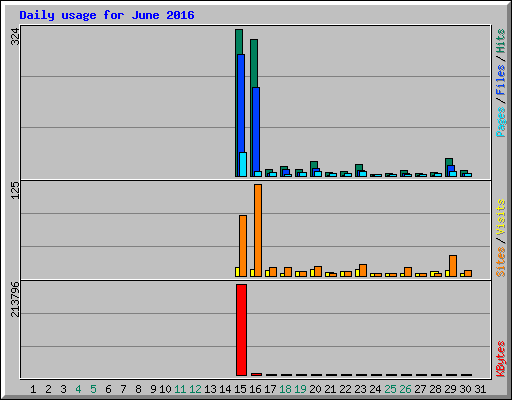 Daily usage for June 2016
324
Pages/Files/Hits
125
Sites/Visits
213796
KBytes
1 2 3 4 5 6 7 8 9 10 11 12 13 14 15 16 17 18 19 20 21 22 23 24 25 26 27 28 29 30 31